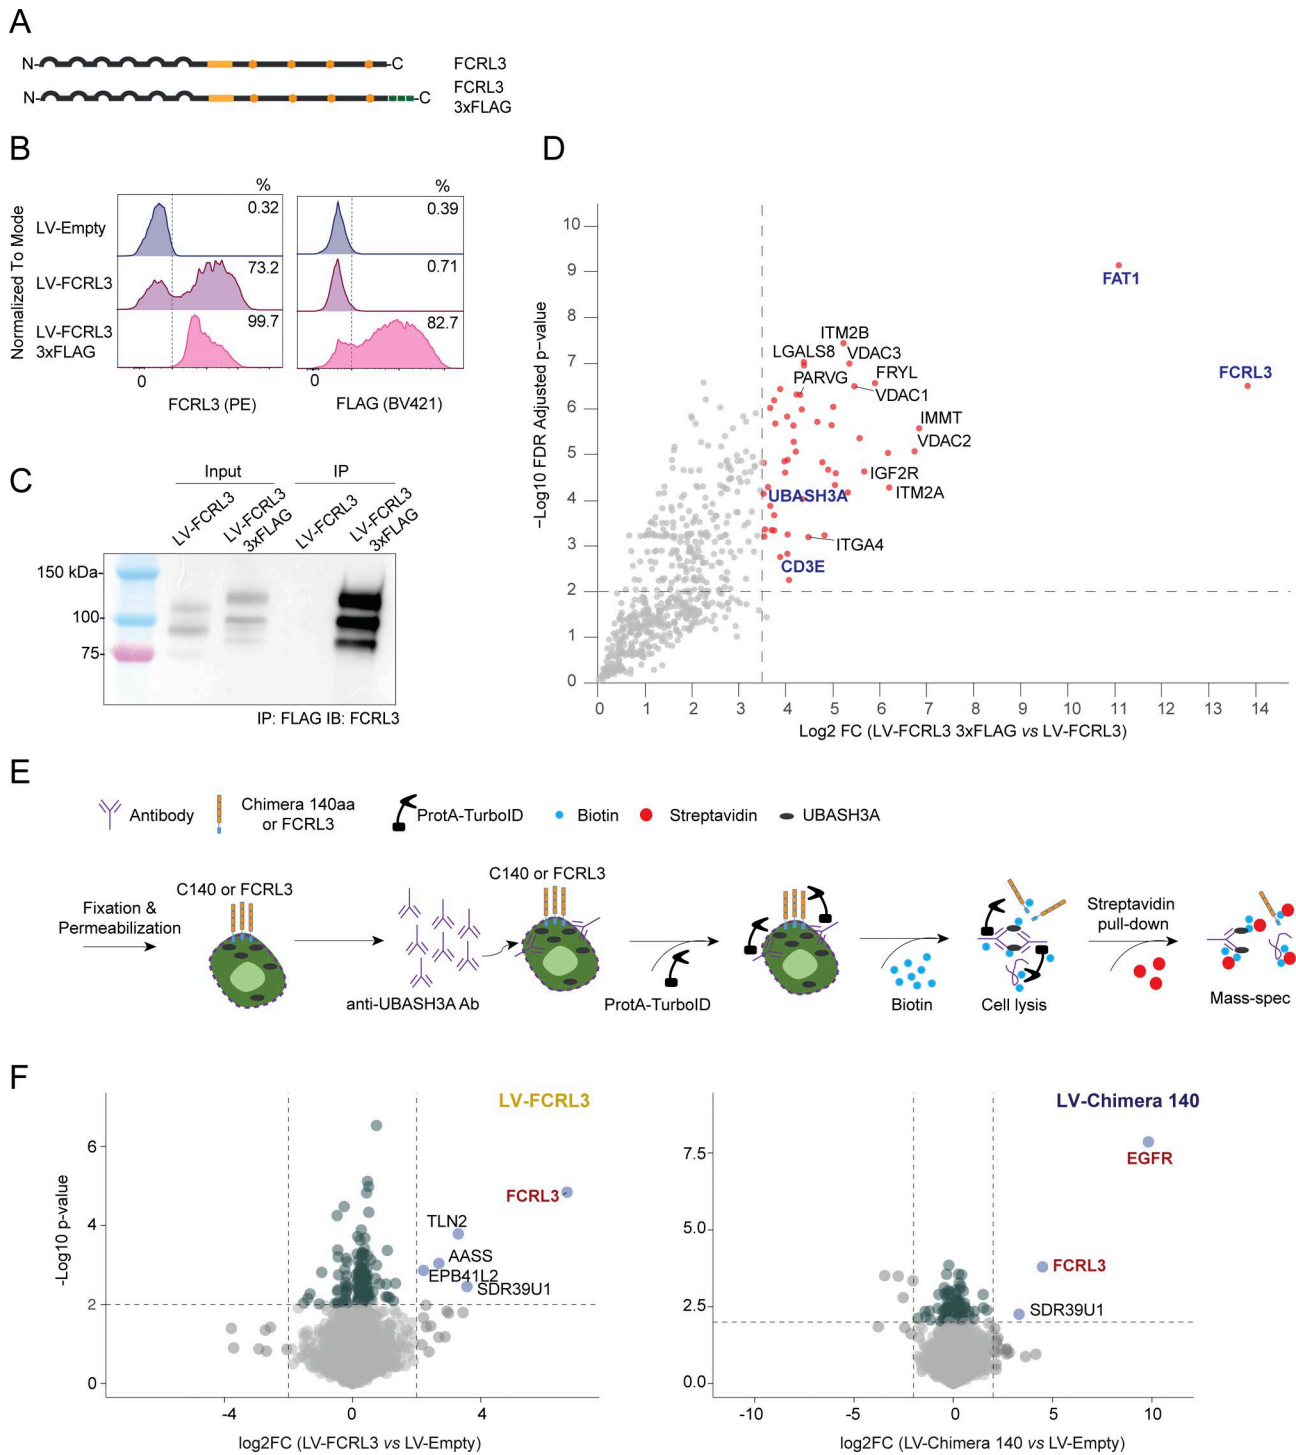 A
N-
-C
FCRL3
N-
-C
FCRL3
3xFLAG
B
Normalized To Mode
%
%
LV-Empty
0.32
0.39
LV-FCRL3
73.2
0.71
LV-FCRL3
3xFLAG
99.7
82.7
0
0
FCRL3 (PE)
FLAG (BV421)
C
Input
IP
LV-FCRL3
LV-FCRL3
3xFLAG
LV-FCRL3
LV-FCRL3
3xFLAG
150 kDa-
100-
75-
IP: FLAG IB: FCRL3
D
−Log10 FDR Adjusted p-value
10
9
8
7
6
5
4
3
2
1
0
FAT1
ITM2B
LGALS8
VDAC3
FRYL
FCRL3
PARVG
VDAC1
IMMT
VDAC2
IGF2R
UBASH3A
ITM2A
ITGA4
CD3E
0 1 2 3 4 5 6 7 8 9 10 11 12 13 14
Log2 FC (LV-FCRL3 3xFLAG vs LV-FCRL3)
E
Antibody
Chimera 140aa
or FCRL3
ProtA-TurboID
Biotin
Streptavidin
UBASH3A
Fixation &
Permeabilization
C140 or FCRL3
anti-UBASH3A Ab
C140 or FCRL3
ProtA-TurboID
Biotin
Cell lysis
Streptavidin
pull-down
Mass-spec
F
LV-FCRL3
-Log10 p-value
6
4
2
0
FCRL3
TLN2
AASS
EPB41L2
SDR39U1
-4 0 4
log2FC (LV-FCRL3 vs LV-Empty)
LV-Chimera 140
7.5
5.0
2.5
0.0
EGFR
FCRL3
SDR39U1
-10 -5 0 5 10
log2FC (LV-Chimera 140 vs LV-Empty)